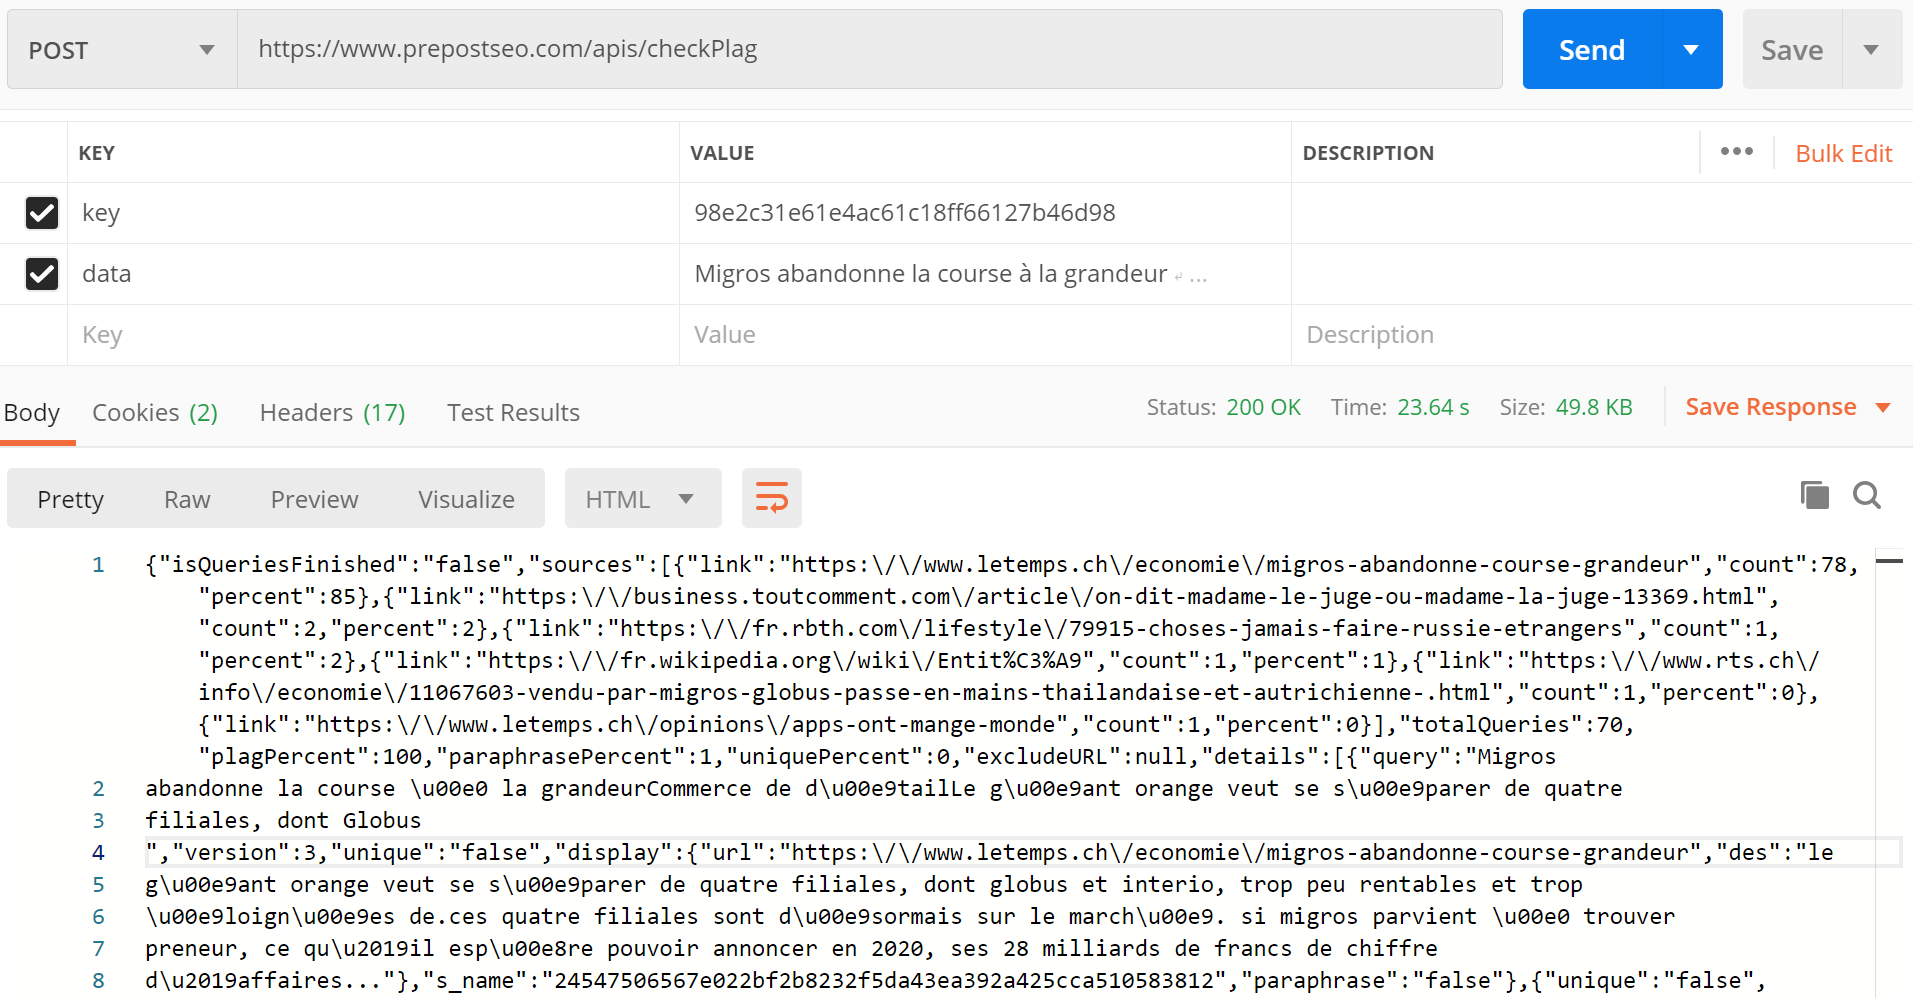 POST https://www.prepostseo.com/apis/checkPlag Send Save
KEY VALUE DESCRIPTION ••• Bulk Edit
key 98e2c31e61e4ac61c18ff66127b46d98
data Migros abandonne la course à la grandeur ↲ ...
Key Value Description
Body Cookies (2) Headers (17) Test Results Status: 200 OK Time: 23.64 s Size: 49.8 KB Save Response
Pretty Raw Preview Visualize HTML
1 {"isQueriesFinished":"false","sources":[{"link":"https:\/\/www.letemps.ch\/economie\/migros-abandonne-course-grandeur","count":78,
"percent":85},{"link":"https:\/\/business.toutcomment.com\/article\/on-dit-madame-le-juge-ou-madame-la-juge-13369.html",
"count":2,"percent":2},{"link":"https:\/\/fr.rbth.com\/lifestyle\/79915-choses-jamais-faire-russie-etrangers","count":1,
"percent":2},{"link":"https:\/\/fr.wikipedia.org\/wiki\/Entit%C3%A9","count":1,"percent":1},{"link":"https:\/\/www.rts.ch\/
info\/economie\/11067603-vendu-par-migros-globus-passe-en-mains-thailandaise-et-autrichienne-.html","count":1,"percent":0},
{"link":"https:\/\/www.letemps.ch\/opinions\/apps-ont-mange-monde","count":1,"percent":0}],"totalQueries":70,
"plagPercent":100,"paraphrasePercent":1,"uniquePercent":0,"excludeURL":null,"details":[{"query":"Migros
2 abandonne la course \u00e0 la grandeurCommerce de d\u00e9tailLe g\u00e9ant orange veut se s\u00e9parer de quatre
3 filiales, dont Globus
4 ","version":3,"unique":"false","display":{"url":"https:\/\/www.letemps.ch\/economie\/migros-abandonne-course-grandeur","des":"le
5 g\u00e9ant orange veut se s\u00e9parer de quatre filiales, dont globus et interio, trop peu rentables et trop
6 \u00e9loign\u00e9es de.ces quatre filiales sont d\u00e9sormais sur le march\u00e9. si migros parvient \u00e0 trouver
7 preneur, ce qu\u2019il esp\u00e8re pouvoir annoncer en 2020, ses 28 milliards de francs de chiffre
8 d\u2019affaires..."},"s_name":"24547506567e022bf2b8232f5da43ea392a425cca510583812","paraphrase":"false"},{"unique":"false",